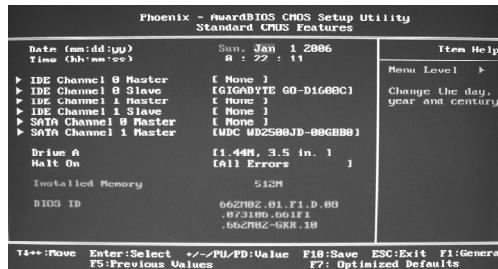 Phoenix - AwardBIOS CMOS Setup Utility
Standard CMOS Features
Date (mm:dd:yy) Sun, Jan 1 2006
Time (hh:mm:ss) 0 : 22 : 11
Item Help
Menu Level ▶
Change the day,
year and century
▶ IDE Channel 0 Master [ None ]
▶ IDE Channel 0 Slave [GIGABYTE GO-D1600C]
▶ IDE Channel 1 Master [ None ]
▶ IDE Channel 1 Slave [ None ]
▶ SATA Channel 0 Master [ None ]
▶ SATA Channel 1 Master [WDC WD2500JD-00GBB0]
Drive A [1.44M, 3.5 in. ]
Halt On [All Errors ]
Installed Memory 512M
BIOS ID 662M02.01.F1.D.08
.073106.661F1
.662M02-GKR.10
:Move Enter:Select +/-/PU/PD:Value F10:Save ESC:Exit F1:Genera
F5:Previous Values F7: Optimized Defaults